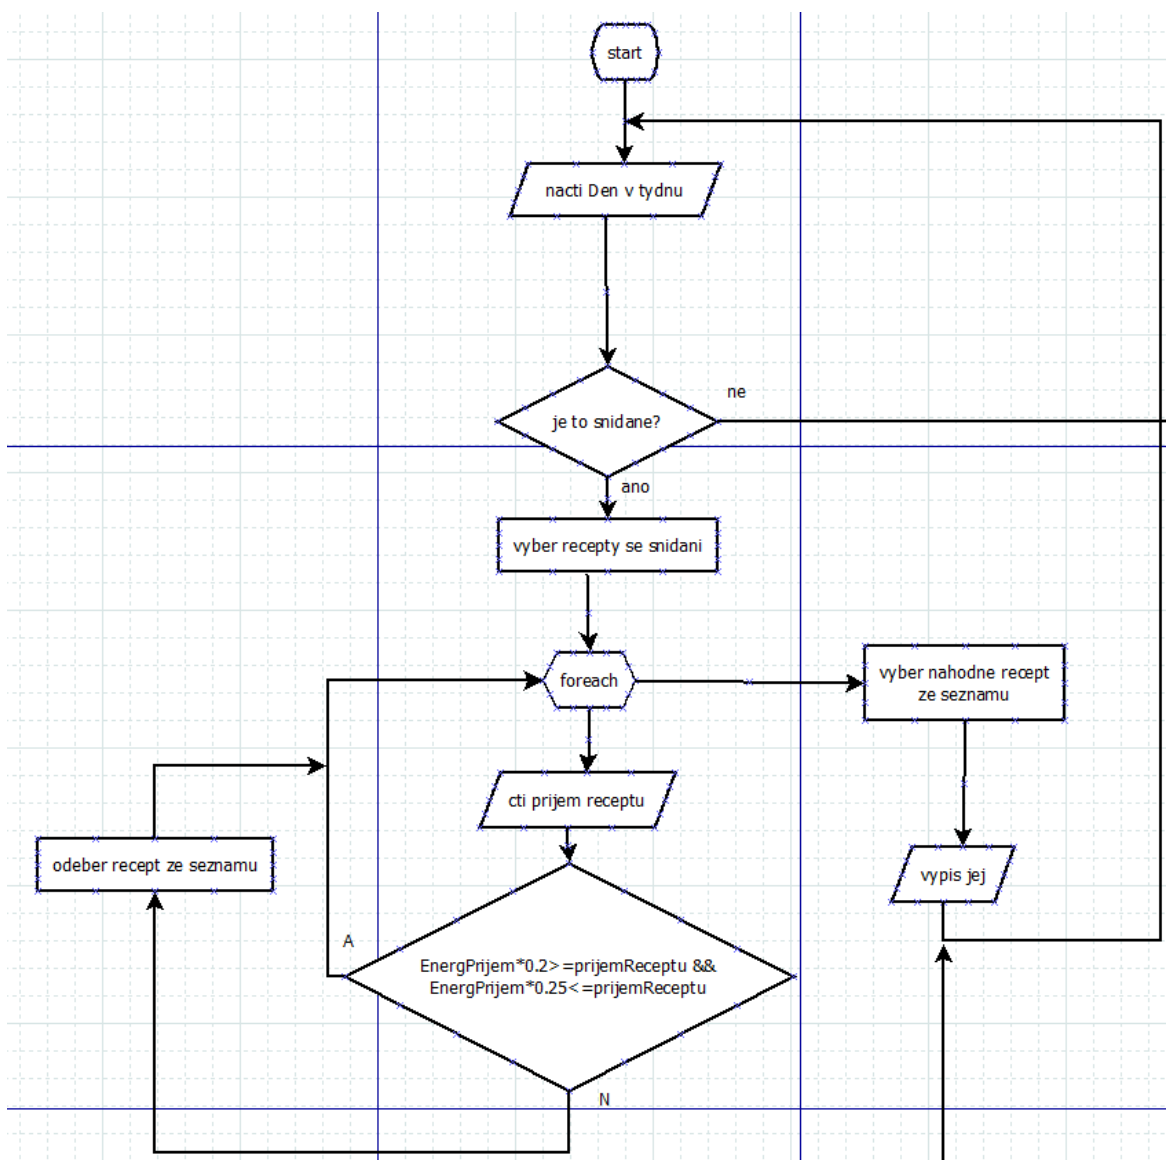 start
nacti Den v tydnu
je to snidane?
ne
ano
vyber recepty se snidani
foreach
vyber nahodne recept
ze seznamu
cti prijem receptu
odeber recept ze seznamu
vypis jej
A
EnergPrijem*0.2>=prijemReceptu &&
EnergPrijem*0.25<=prijemReceptu
N